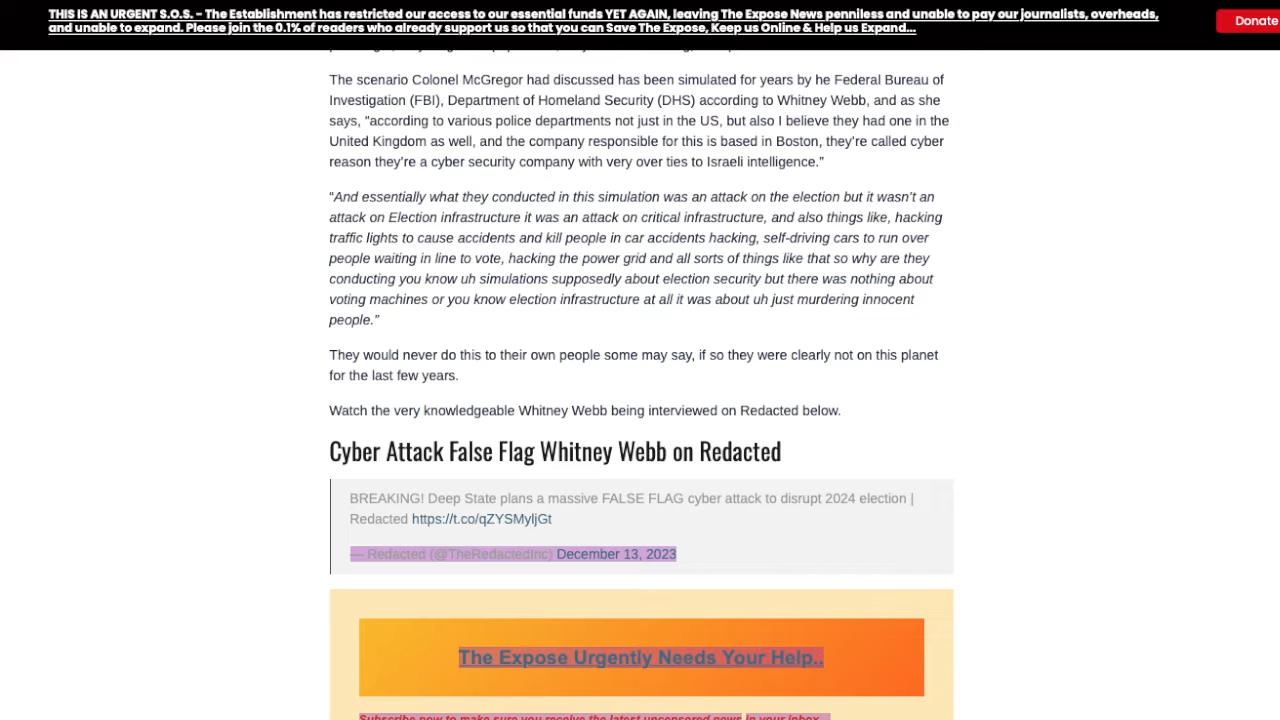 THIS IS AN URGENT S.O.S. - The Establishment has restricted our access to our essential funds YET AGAIN, leaving The Expose News penniless and unable to pay our journalists, overheads,
and unable to expand. Please join the 0.1% of readers who already support us so that you can Save The Expose, Keep us Online & Help us Expand...
Donate
The scenario Colonel McGregor had discussed has been simulated for years by he Federal Bureau of
Investigation (FBI), Department of Homeland Security (DHS) according to Whitney Webb, and as she
says, “according to various police departments not just in the US, but also I believe they had one in the
United Kingdom as well, and the company responsible for this is based in Boston, they’re called cyber
reason they’re a cyber security company with very over ties to Israeli intelligence.”
“And essentially what they conducted in this simulation was an attack on the election but it wasn’t an
attack on Election infrastructure it was an attack on critical infrastructure, and also things like, hacking
traffic lights to cause accidents and kill people in car accidents hacking, self-driving cars to run over
people waiting in line to vote, hacking the power grid and all sorts of things like that so why are they
conducting you know uh simulations supposedly about election security but there was nothing about
voting machines or you know election infrastructure at all it was about uh just murdering innocent
people.”
They would never do this to their own people some may say, if so they were clearly not on this planet
for the last few years.
Watch the very knowledgeable Whitney Webb being interviewed on Redacted below.
Cyber Attack False Flag Whitney Webb on Redacted
BREAKING! Deep State plans a massive FALSE FLAG cyber attack to disrupt 2024 election |
Redacted https://t.co/qZYSMyljGt
— Redacted (@TheRedactedInc) December 13, 2023
The Expose Urgently Needs Your Help..
Subscribe now to make sure you receive the latest uncensored news in your inbox...